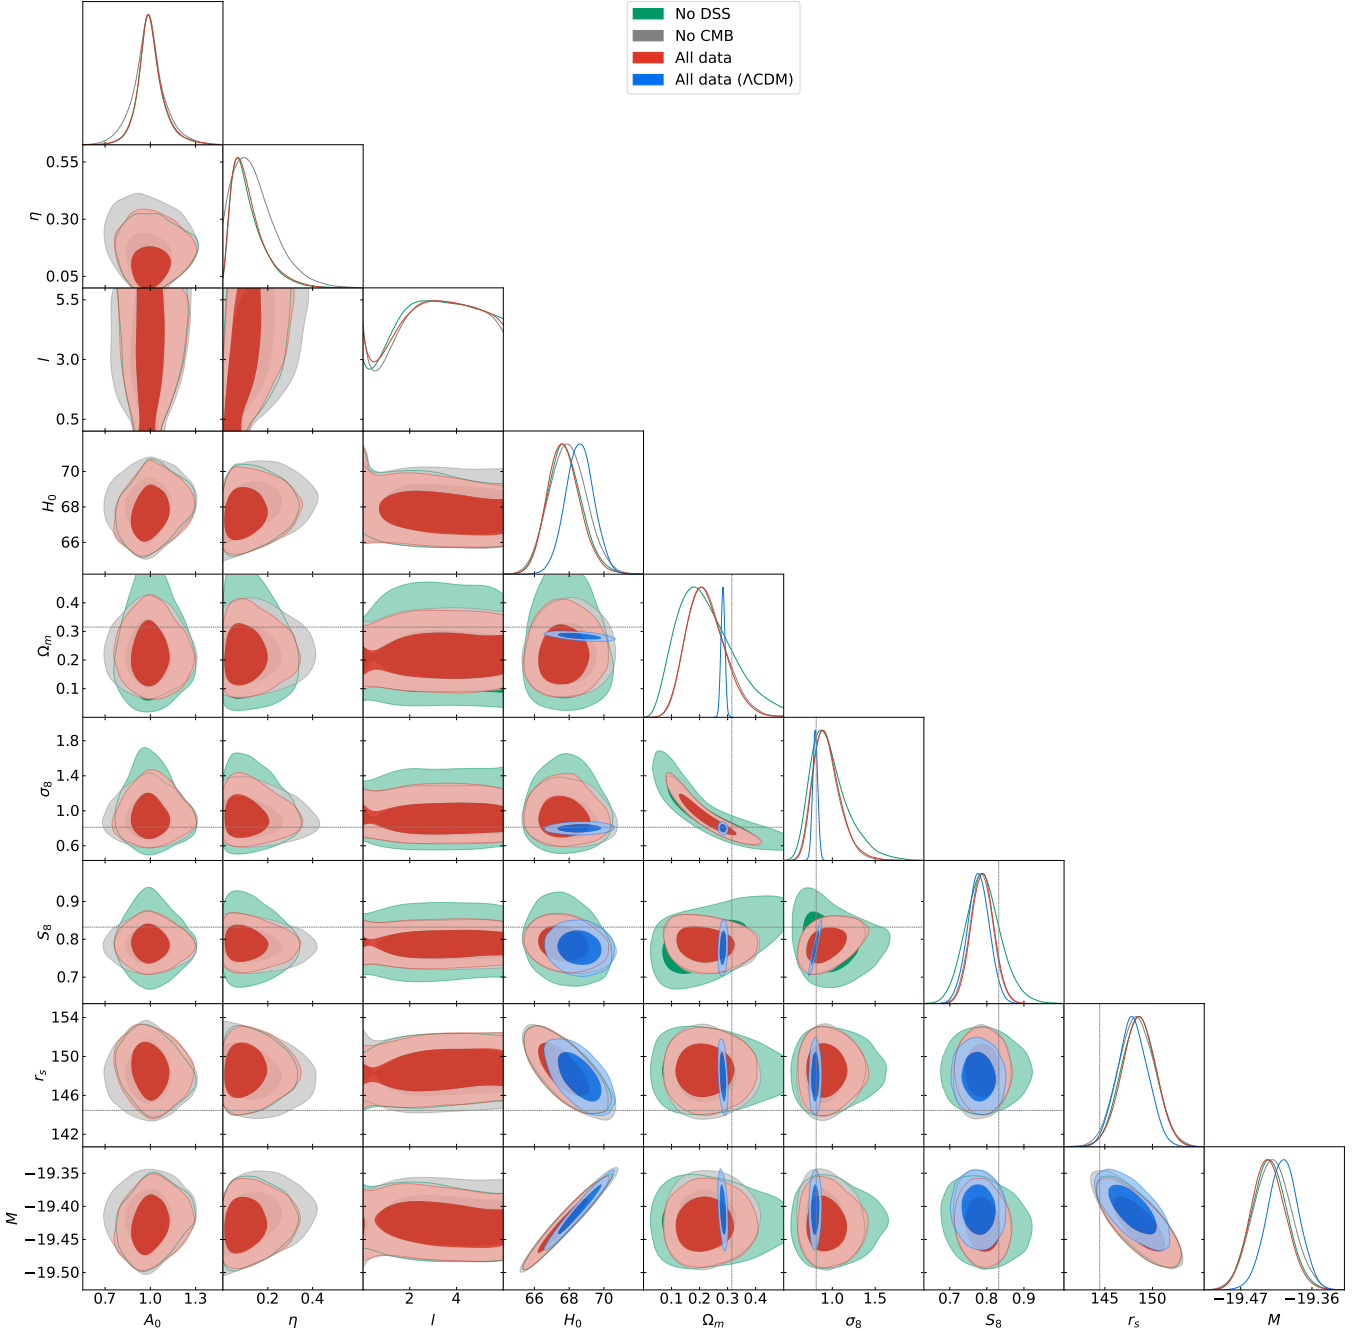 No DSS
No CMB
All data
All data (ΛCDM)
0.55
0.30
0.05
η
5.5
3.0
0.5
l
70
68
66
H₀
0.4
0.3
0.2
0.1
Ωₘ
1.8
1.4
1.0
0.6
σ₈
0.9
0.8
0.7
S₈
154
150
146
142
rₛ
−19.35
−19.40
−19.45
−19.50
M
0.7 1.0 1.3 0.2 0.4 2 4 66 68 70 0.1 0.2 0.3 0.4 1.0 1.5 0.7 0.8 0.9 145 150 −19.47 −19.36
A₀ η l H₀ Ωₘ σ₈ S₈ rₛ M